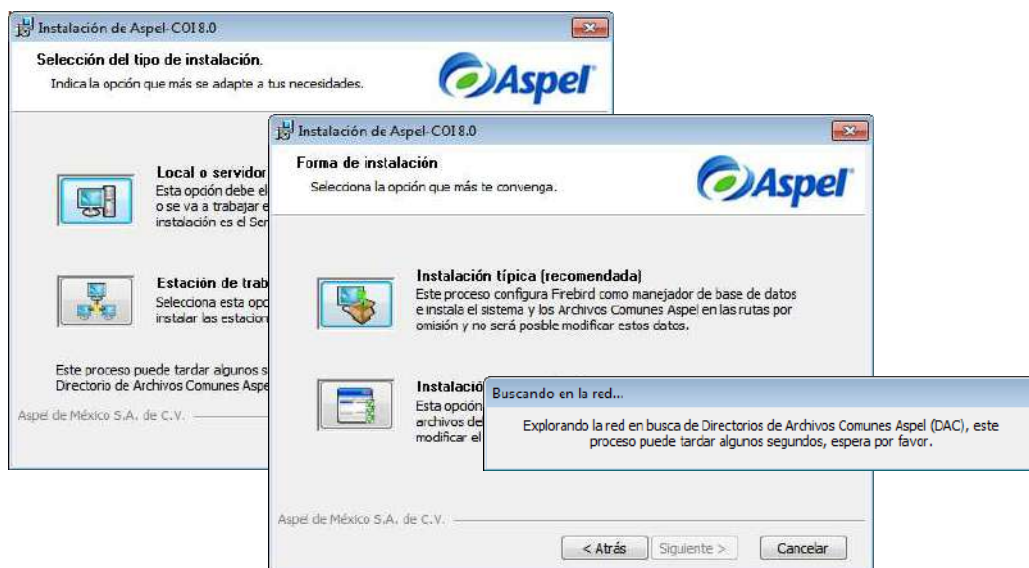 Instalación de Aspel-COI 8.0
Selección del tipo de instalación.
Indica la opción que más se adapte a tus necesidades.
Aspel
Local o servidor
Esta opción debe el
o se va a trabajar e
instalación es el Ser
Estación de trab
Selecciona esta opc
instalar las estacion
Este proceso puede tardar algunos s
Directorio de Archivos Comunes Aspe
Aspel de México S.A. de C.V.
Instalación de Aspel-COI 8.0
Forma de instalación
Selecciona la opción que más te convenga.
Aspel
Instalación típica (recomendada)
Este proceso configura Firebird como manejador de base de datos
e instala el sistema y los Archivos Comunes Aspel en las rutas por
omisión y no será posible modificar estos datos.
Instalació
Esta opción
archivos del
modificar el
Buscando en la red...
Explorando la red en busca de Directorios de Archivos Comunes Aspel (DAC), este
proceso puede tardar algunos segundos, espera por favor.
Aspel de México S.A. de C.V.
< Atrás
Siguiente >
Cancelar